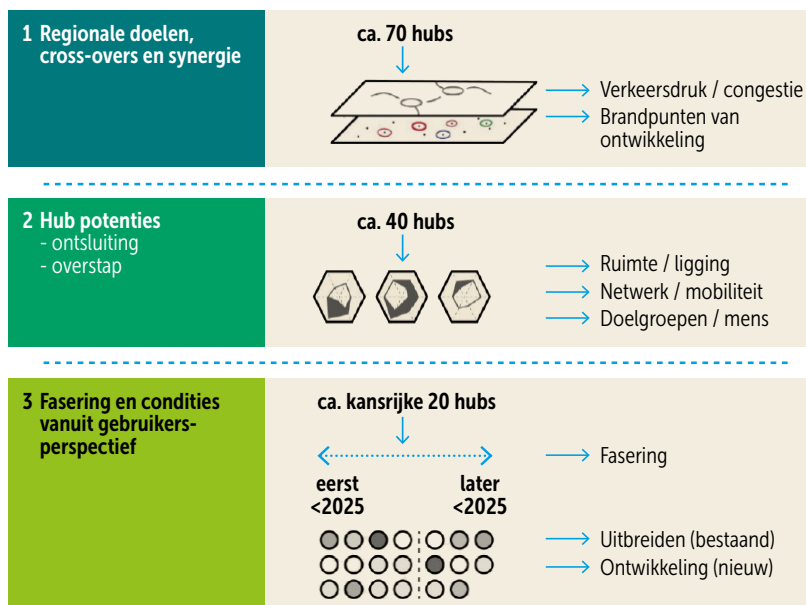 1 Regionale doelen,
cross-overs en synergie
ca. 70 hubs
Verkeersdruk / congestie
Brandpunten van
ontwikkeling
2 Hub potenties
- ontsluiting
- overstap
ca. 40 hubs
Ruimte / ligging
Netwerk / mobiliteit
Doelgroepen / mens
3 Fasering en condities
vanuit gebruikers-
perspectief
ca. kansrijke 20 hubs
Fasering
eerst
<2025
later
<2025
Uitbreiden (bestaand)
Ontwikkeling (nieuw)